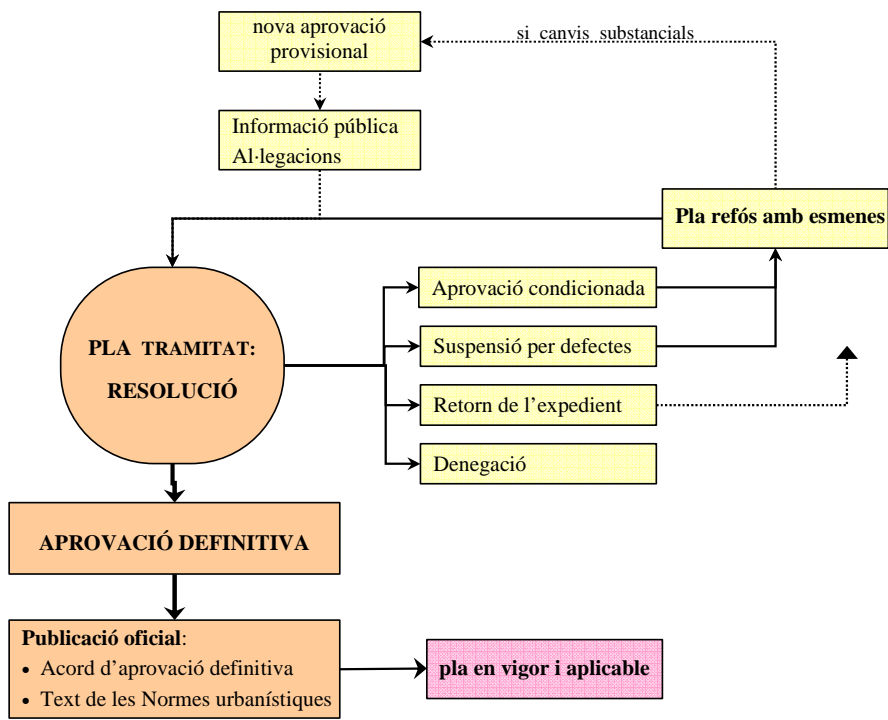 nova aprovació
provisional
si canvis substancials
Informació pública
Al·legacions
Pla refós amb esmenes
Aprovació condicionada
PLA TRAMITAT:
RESOLUCIÓ
Suspensió per defectes
Retorn de l’expedient
Denegació
APROVACIÓ DEFINITIVA
Publicació oficial:
• Acord d’aprovació definitiva
• Text de les Normes urbanístiques
pla en vigor i aplicable